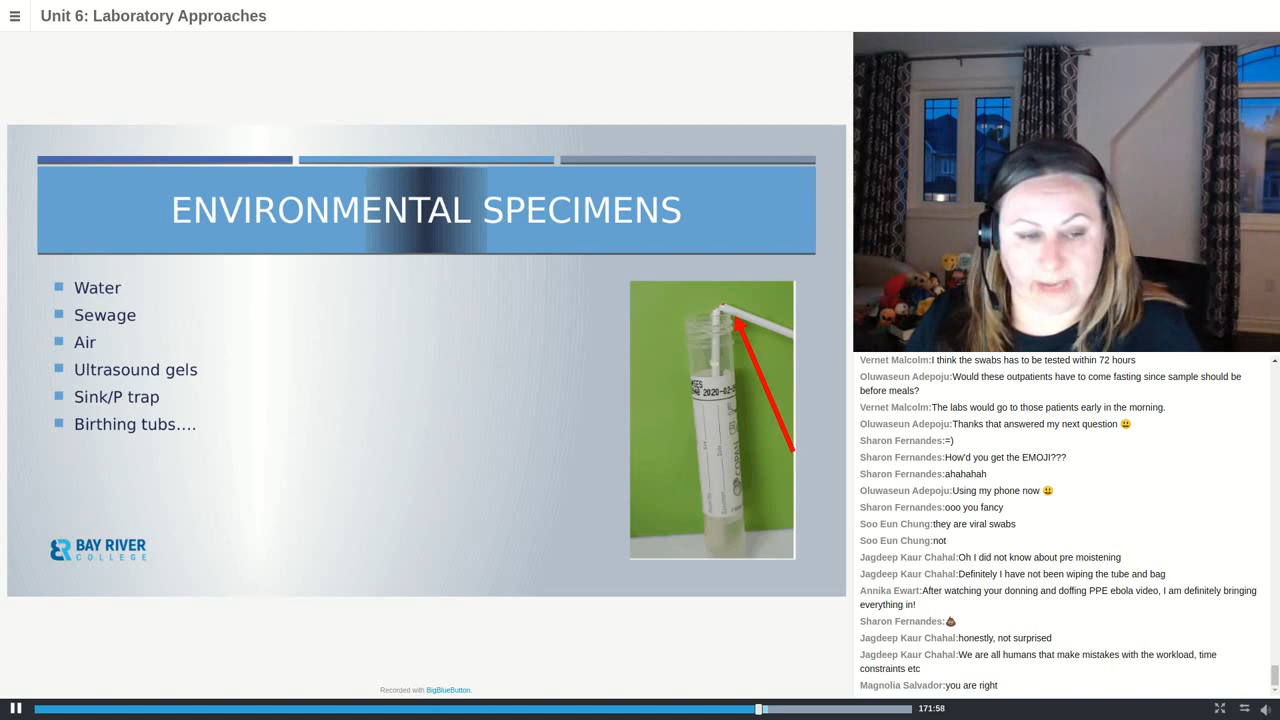 Unit 6: Laboratory Approaches
ENVIRONMENTAL SPECIMENS
Water
Sewage
Air
Ultrasound gels
Sink/P trap
Birthing tubs....
BAY RIVER
COLLEGE
COPAN
Recorded with BigBlueButton.
Vernet Malcolm:I think the swabs has to be tested within 72 hours
Oluwaseun Adepoju:Would these outpatients have to come fasting since sample should be
before meals?
Vernet Malcolm:The labs would go to those patients early in the morning.
Oluwaseun Adepoju:Thanks that answered my next question 😃
Sharon Fernandes:=)
Sharon Fernandes:How'd you get the EMOJI???
Sharon Fernandes:ahahahah
Oluwaseun Adepoju:Using my phone now 😃
Sharon Fernandes:ooo you fancy
Soo Eun Chung:they are viral swabs
Soo Eun Chung:not
Jagdeep Kaur Chahal:Oh I did not know about pre moistening
Jagdeep Kaur Chahal:Definitely I have not been wiping the tube and bag
Annika Ewart:After watching your donning and doffing PPE ebola video, I am definitely bringing
everything in!
Sharon Fernandes:💩
Jagdeep Kaur Chahal:honestly, not surprised
Jagdeep Kaur Chahal:We are all humans that make mistakes with the workload, time
constraints etc
Magnolia Salvador:you are right
171:58